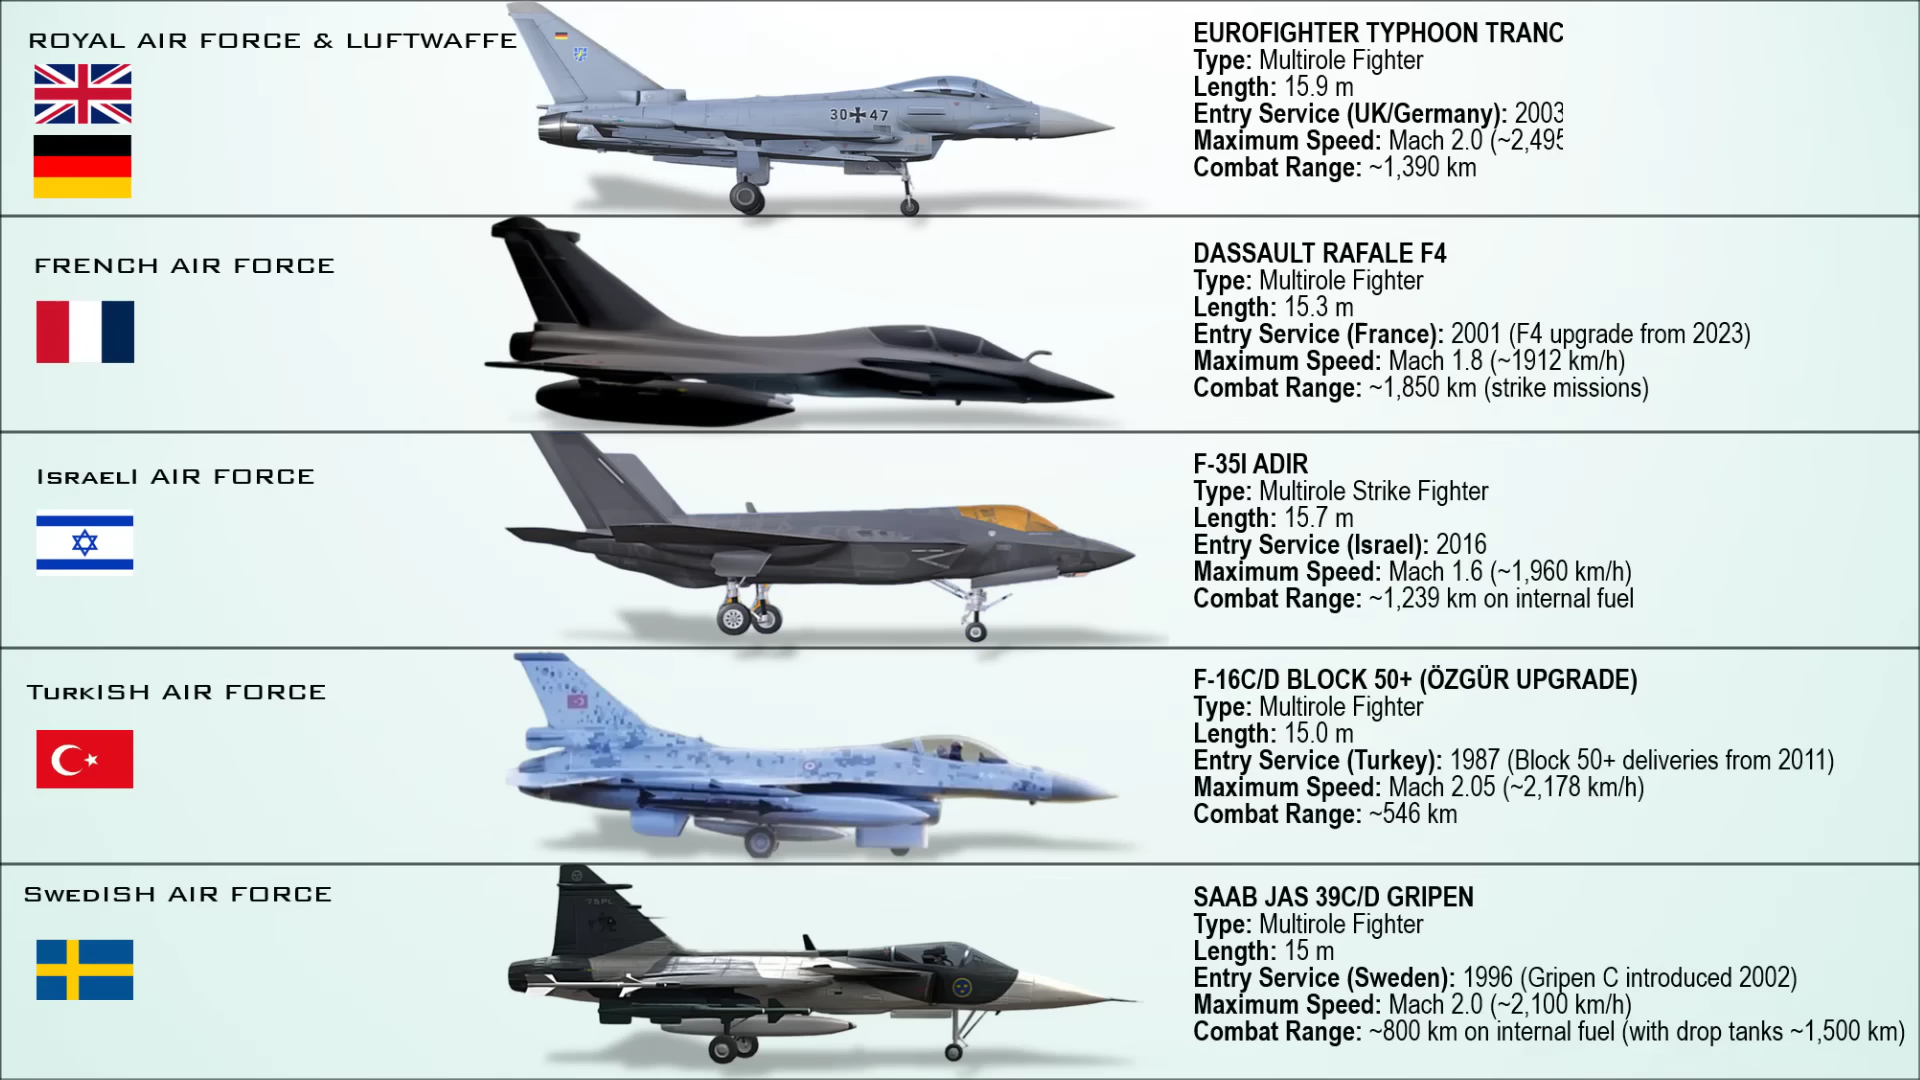 ROYAL AIR FORCE & LUFTWAFFE
EUROFIGHTER TYPHOON TRANC
Type: Multirole Fighter
Length: 15.9 m
Entry Service (UK/Germany): 2003
Maximum Speed: Mach 2.0 (~2,495
Combat Range: ~1,390 km
30 47
FRENCH AIR FORCE
DASSAULT RAFALE F4
Type: Multirole Fighter
Length: 15.3 m
Entry Service (France): 2001 (F4 upgrade from 2023)
Maximum Speed: Mach 1.8 (~1912 km/h)
Combat Range: ~1,850 km (strike missions)
IsraelI AIR FORCE
F-35I ADIR
Type: Multirole Strike Fighter
Length: 15.7 m
Entry Service (Israel): 2016
Maximum Speed: Mach 1.6 (~1,960 km/h)
Combat Range: ~1,239 km on internal fuel
TurkISH AIR FORCE
F-16C/D BLOCK 50+ (ÖZGÜR UPGRADE)
Type: Multirole Fighter
Length: 15.0 m
Entry Service (Turkey): 1987 (Block 50+ deliveries from 2011)
Maximum Speed: Mach 2.05 (~2,178 km/h)
Combat Range: ~546 km
SwedISH AIR FORCE
SAAB JAS 39C/D GRIPEN
Type: Multirole Fighter
Length: 15 m
Entry Service (Sweden): 1996 (Gripen C introduced 2002)
Maximum Speed: Mach 2.0 (~2,100 km/h)
Combat Range: ~800 km on internal fuel (with drop tanks ~1,500 km)